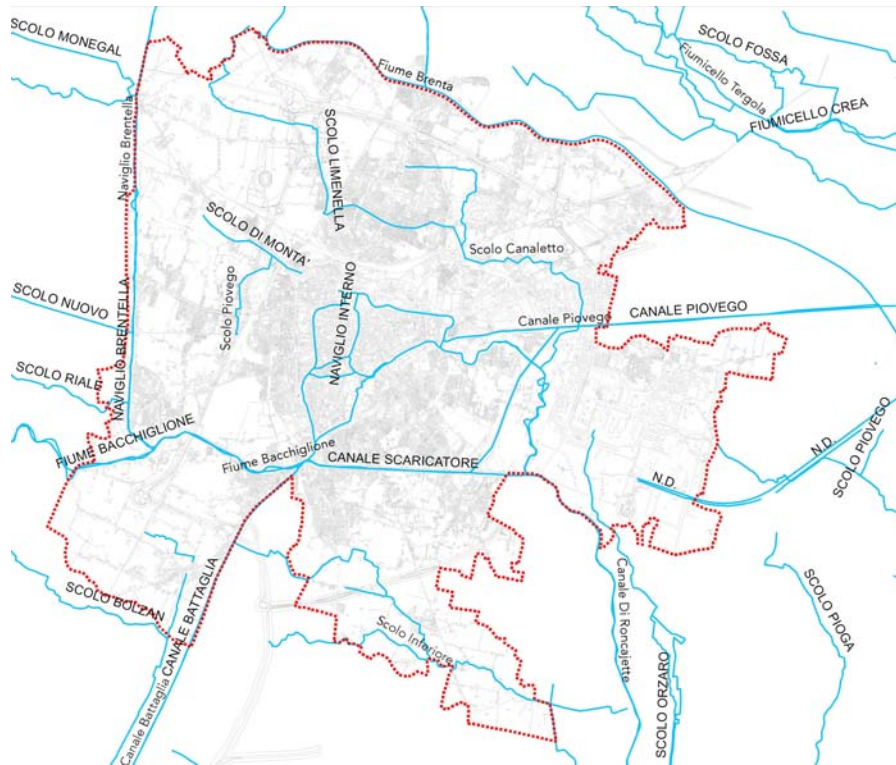 SCOLO MONEGAL
SCOLO FOSSA
Fiumicello Tergola
FIUMICELLO CREA
Fiume Brenta
Naviglio Brentella
SCOLO LIMENELLA
SCOLO DI MONTA'
Scolo Canaletto
SCOLO NUOVO
NAVIGLIO BRENTELLA
Scolo Piovego
NAVIGLIO INTERNO
Canale Piovego
CANALE PIOVEGO
SCOLO RIALE
FIUME BACCHIGLIONE
Fiume Bacchiglione
CANALE SCARICATORE
N.D.
N.D.
SCOLO PIOVEGO
SCOLO BOLZAN
CANALE BATTAGLIA
Canale Battaglia
Scolo Inferiore
Canale Di Roncajette
SCOLO ORZARO
SCOLO PIOGA